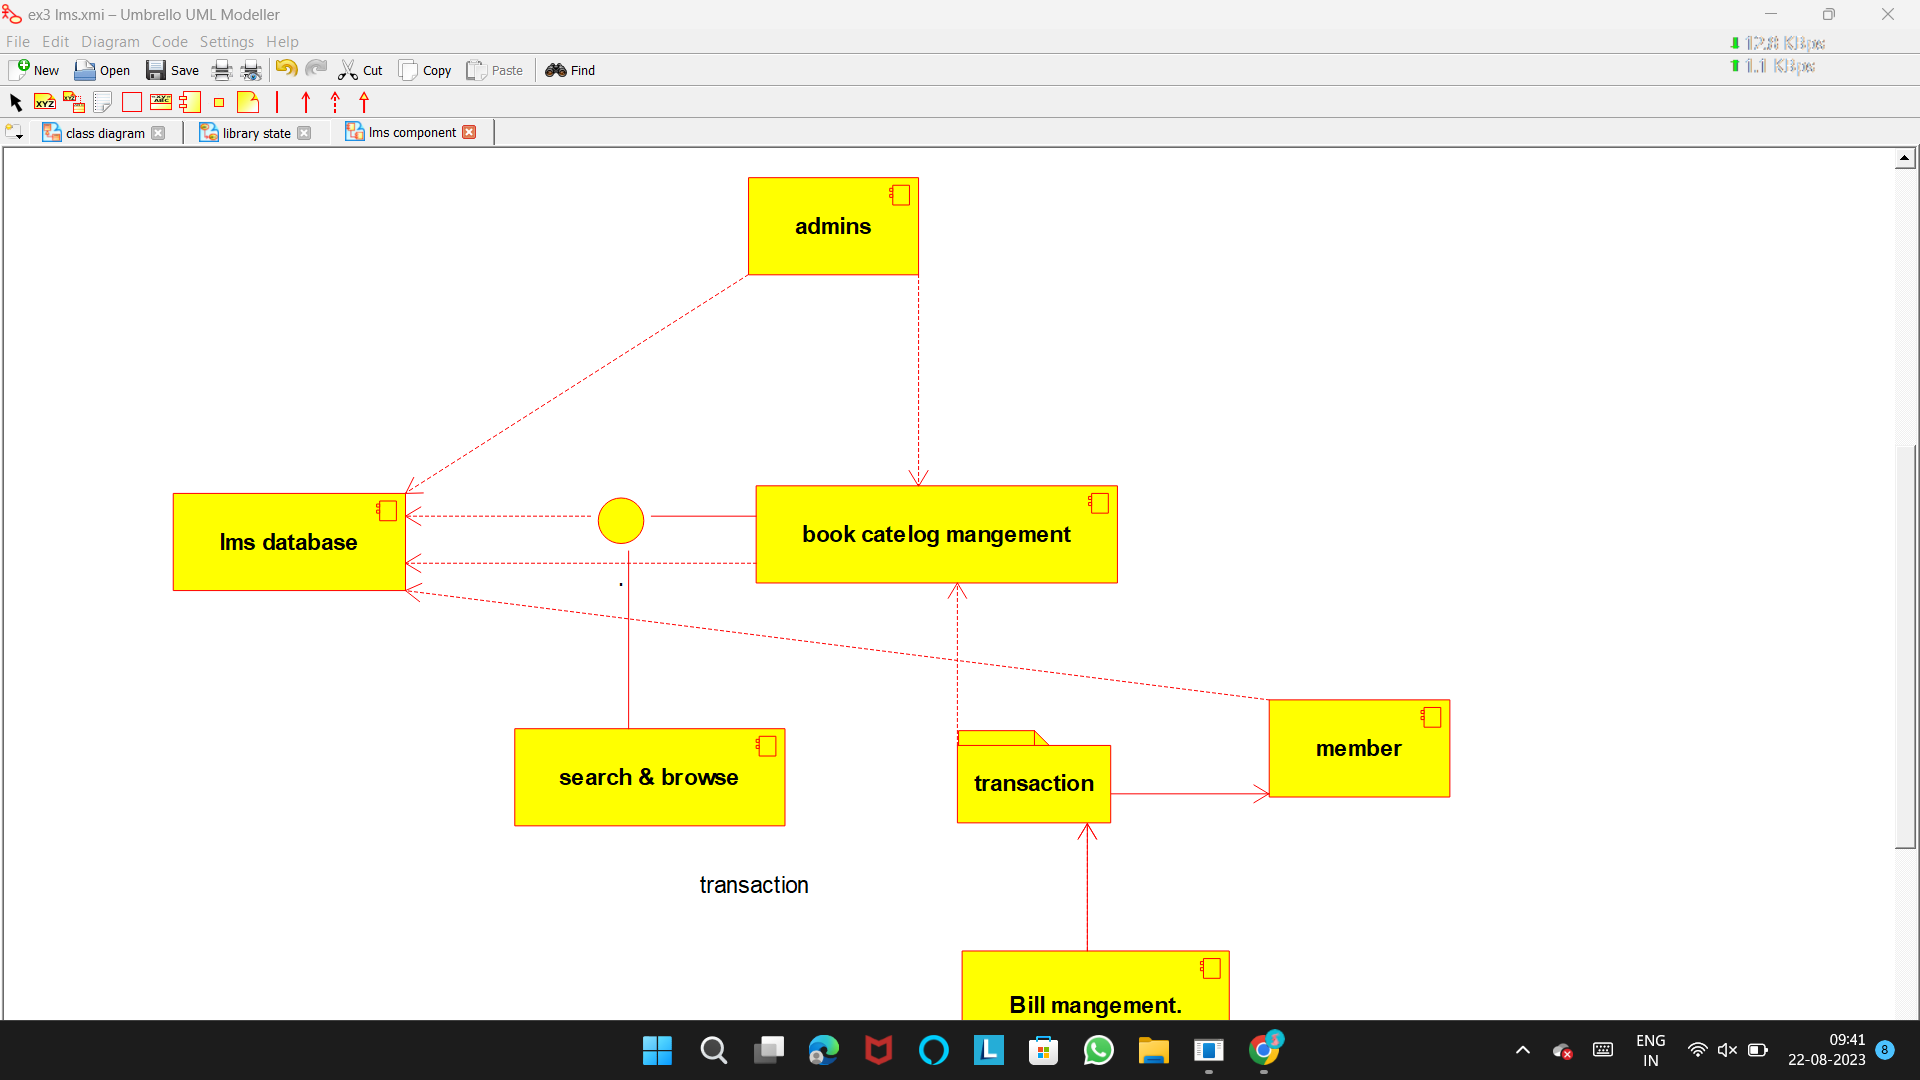 ex3 lms.xmi – Umbrello UML Modeller
File Edit Diagram Code Settings Help
12.8 KBps
1.1 KBps
New Open Save Cut Copy Paste Find
class diagram library state lms component
admins
lms database
book catelog mangement
.
search & browse
transaction
member
transaction
Bill mangement.
ENG
IN
09:41
22-08-2023
8